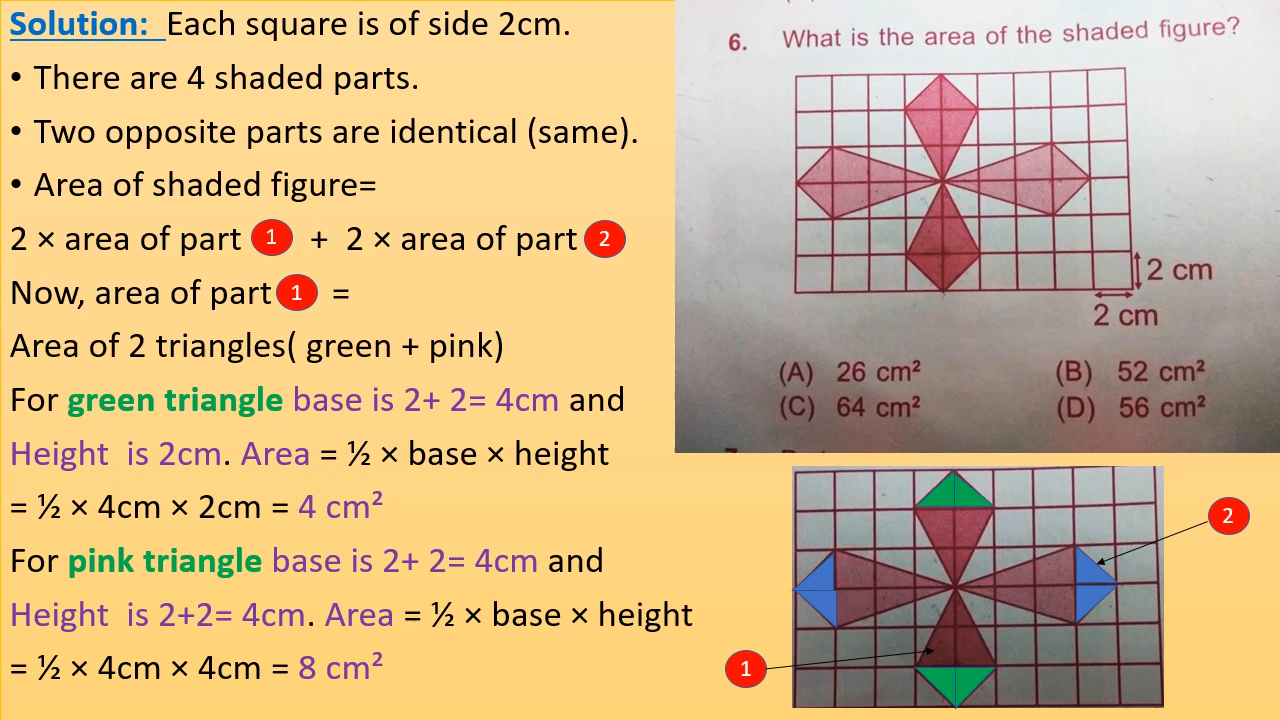 Solution: Each square is of side 2cm.
• There are 4 shaded parts.
• Two opposite parts are identical (same).
• Area of shaded figure=
2 × area of part 1 + 2 × area of part 2
Now, area of part 1 =
Area of 2 triangles( green + pink)
For green triangle base is 2+ 2= 4cm and
Height is 2cm. Area = ½ × base × height
= ½ × 4cm × 2cm = 4 cm²
For pink triangle base is 2+ 2= 4cm and
Height is 2+2= 4cm. Area = ½ × base × height
= ½ × 4cm × 4cm = 8 cm²
6. What is the area of the shaded figure?
2 cm
2 cm
(A) 26 cm² (B) 52 cm²
(C) 64 cm² (D) 56 cm²
2
1